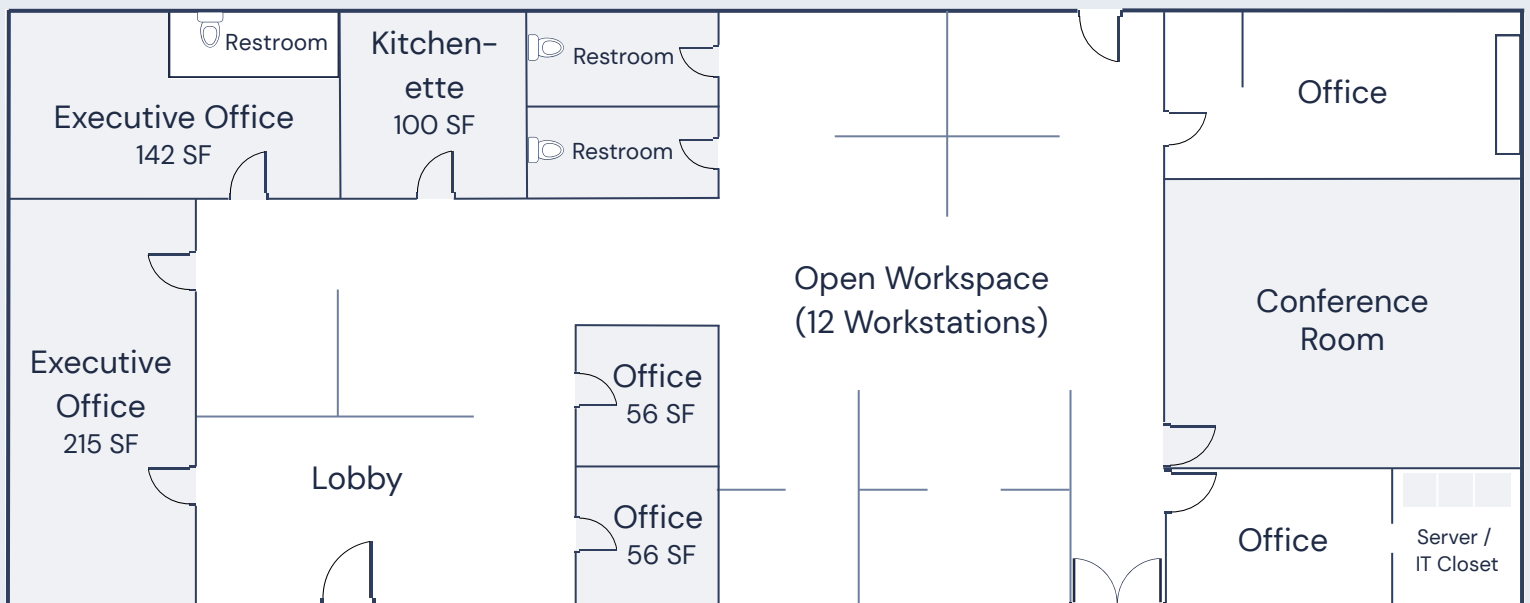 Restroom
Executive Office
142 SF
Kitchen-
ette
100 SF
Restroom
Restroom
Office
Open Workspace
(12 Workstations)
Conference
Room
Executive
Office
215 SF
Office
56 SF
Lobby
Office
56 SF
Office
Server /
IT Closet